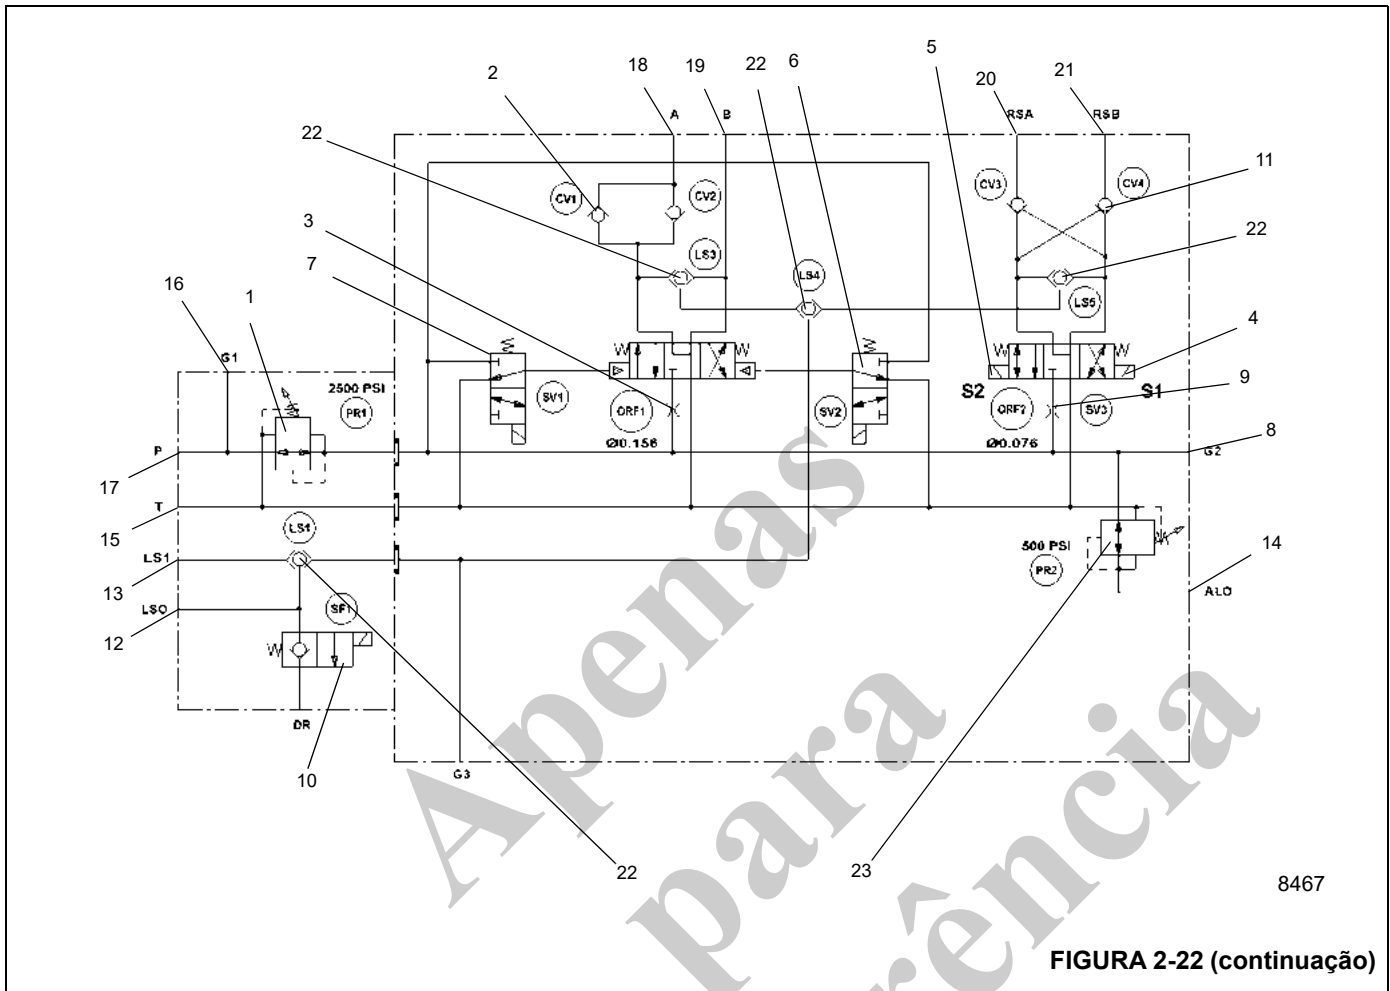 5
2
18
19
22
6
20
21
A
B
RSA
RSB
22
11
CV1
CV2
CV3
CV4
3
LS3
22
7
LS4
16
1
LS5
4
G1
2500 PSI
PR1
SV1
ORF1
Ø0.156
SV2
S2
ORF2
Ø0.076
SV3
S1
9
8
P
G2
17
T
15
LS1
500 PSI
PR2
14
LS1
13
ALO
LSO
SF1
12
DR
10
G3
22
23
Apenas
para
rência
8467
FIGURA 2-22 (continuação)